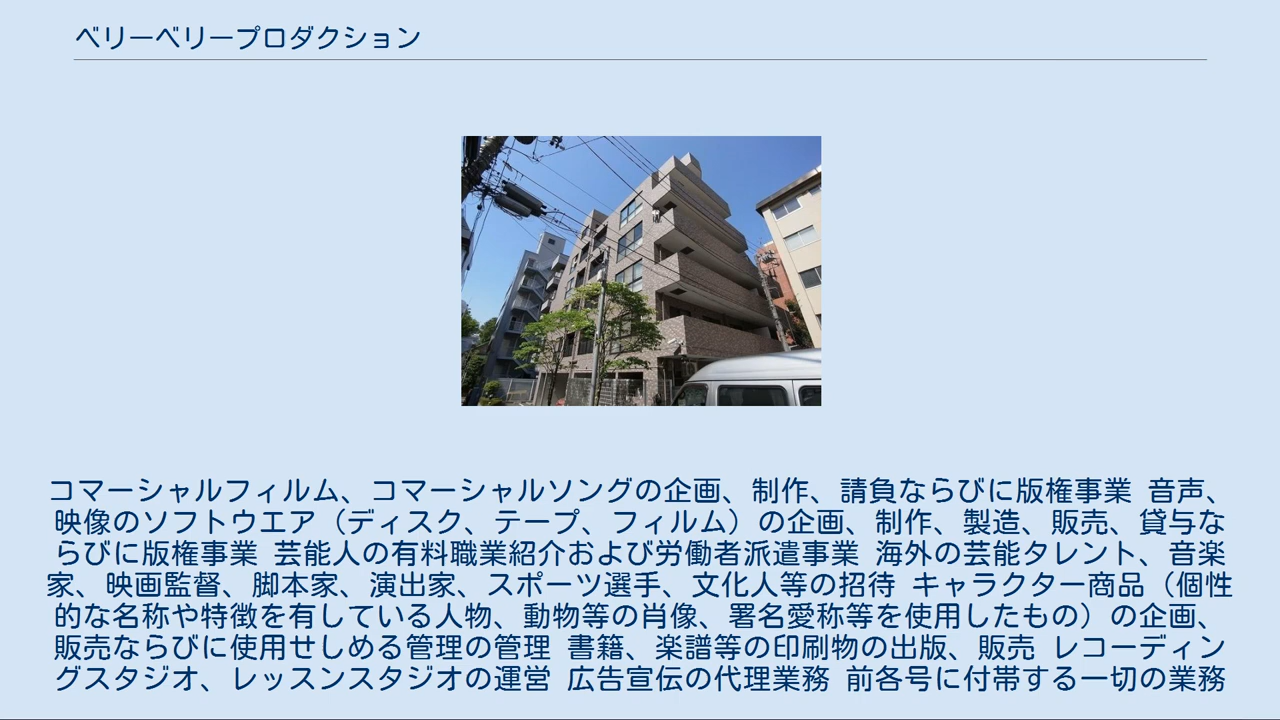 ベリーベリープロダクション
コマーシャルフィルム、コマーシャルソングの企画、制作、請負ならびに版権事業 音声、
映像のソフトウエア（ディスク、テープ、フィルム）の企画、制作、製造、販売、貸与な
らびに版権事業 芸能人の有料職業紹介および労働者派遣事業 海外の芸能タレント、音楽
家、映画監督、脚本家、演出家、スポーツ選手、文化人等の招待 キャラクター商品（個性
的な名称や特徴を有している人物、動物等の肖像、署名愛称等を使用したもの）の企画、
販売ならびに使用せしめる管理の管理 書籍、楽譜等の印刷物の出版、販売 レコーディン
グスタジオ、レッスンスタジオの運営 広告宣伝の代理業務 前各号に付帯する一切の業務